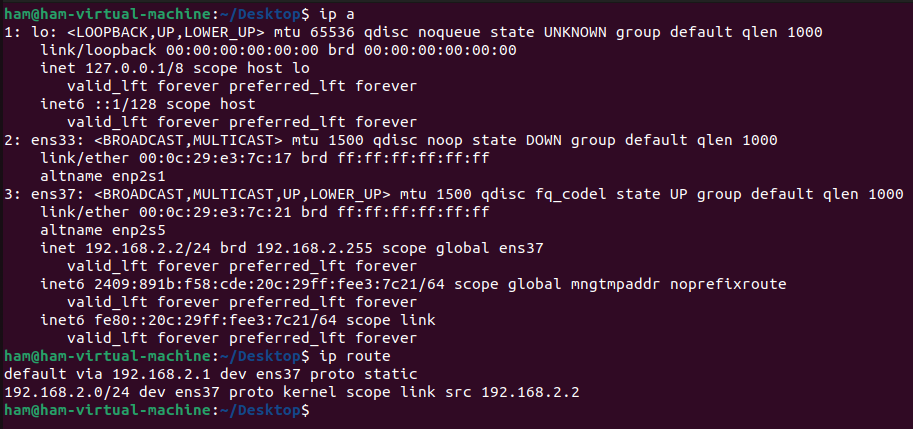 ham@ham-virtual-machine:~/Desktop$ ip a
1: lo: <LOOPBACK,UP,LOWER_UP> mtu 65536 qdisc noqueue state UNKNOWN group default qlen 1000
    link/loopback 00:00:00:00:00:00 brd 00:00:00:00:00:00
    inet 127.0.0.1/8 scope host lo
       valid_lft forever preferred_lft forever
    inet6 ::1/128 scope host
       valid_lft forever preferred_lft forever
2: ens33: <BROADCAST,MULTICAST> mtu 1500 qdisc noop state DOWN group default qlen 1000
    link/ether 00:0c:29:e3:7c:17 brd ff:ff:ff:ff:ff:ff
    altname enp2s1
3: ens37: <BROADCAST,MULTICAST,UP,LOWER_UP> mtu 1500 qdisc fq_codel state UP group default qlen 1000
    link/ether 00:0c:29:e3:7c:21 brd ff:ff:ff:ff:ff:ff
    altname enp2s5
    inet 192.168.2.2/24 brd 192.168.2.255 scope global ens37
       valid_lft forever preferred_lft forever
    inet6 2409:891b:f58:cde:20c:29ff:fee3:7c21/64 scope global mngtmpaddr noprefixroute
       valid_lft forever preferred_lft forever
    inet6 fe80::20c:29ff:fee3:7c21/64 scope link
       valid_lft forever preferred_lft forever
ham@ham-virtual-machine:~/Desktop$ ip route
default via 192.168.2.1 dev ens37 proto static
192.168.2.0/24 dev ens37 proto kernel scope link src 192.168.2.2
ham@ham-virtual-machine:~/Desktop$